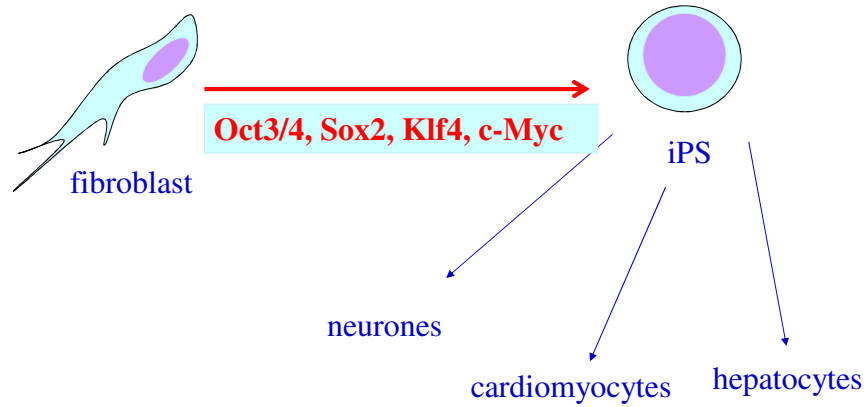 Oct3/4, Sox2, Klf4, c-Myc
iPS
fibroblast
neurones
cardiomyocytes
hepatocytes